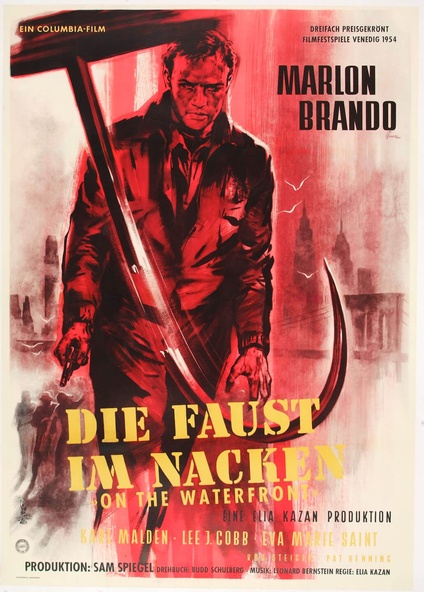 EIN COLUMBIA-FILM
DREIFACH PREISGEKRÖNT
FILMFESTSPIELE VENEDIG 1954
MARLON
BRANDO
DIE FAUST
IM NACKEN
»ON THE WATERFRONT«
EINE ELIA KAZAN PRODUKTION
KARL MALDEN · LEE J. COBB · EVA MARIE-SAINT
ROD STEIGER · PAT HENNING
PRODUKTION: SAM SPIEGEL DREHBUCH: BUDD SCHULBERG · MUSIK: LEONARD BERNSTEIN REGIE: ELIA KAZAN